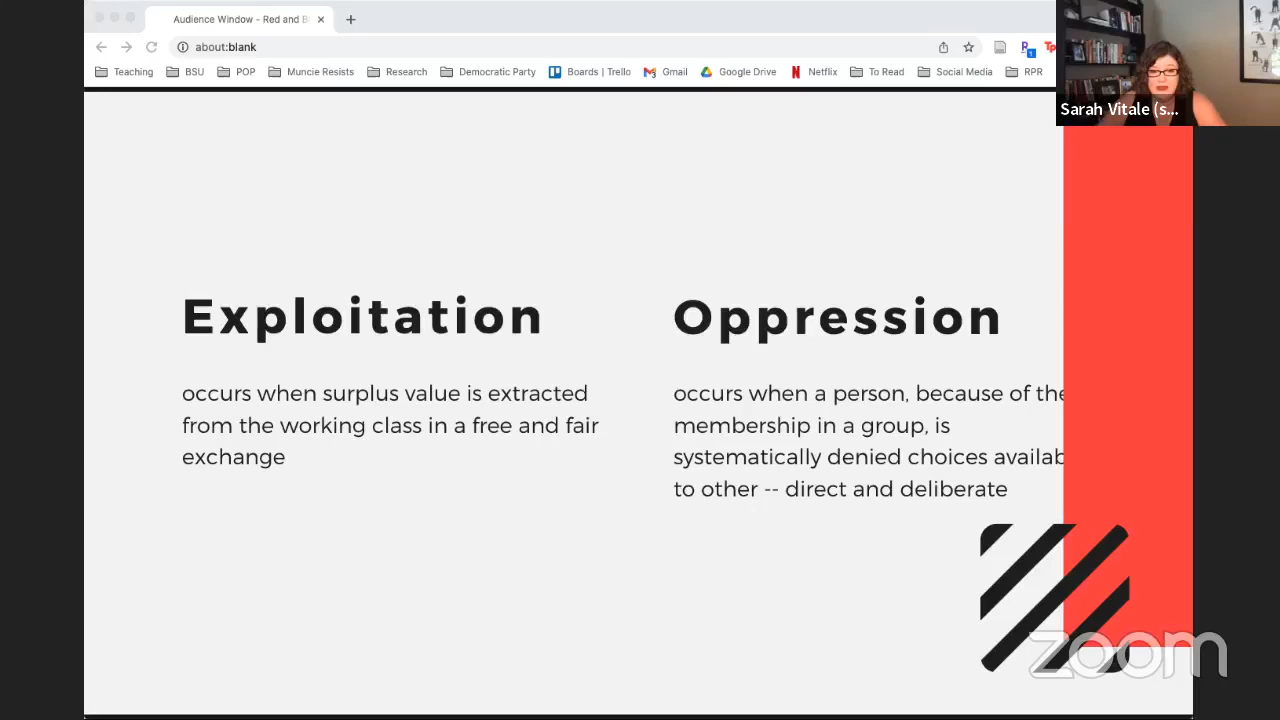 Audience Window - Red and B
about:blank
Teaching BSU POP Muncie Resists Research Democratic Party Boards | Trello Gmail Google Drive Netflix To Read Social Media RPR
Sarah Vitale (s...
Exploitation
occurs when surplus value is extracted
from the working class in a free and fair
exchange
Oppression
occurs when a person, because of the
membership in a group, is
systematically denied choices availab
to other -- direct and deliberate
zoom